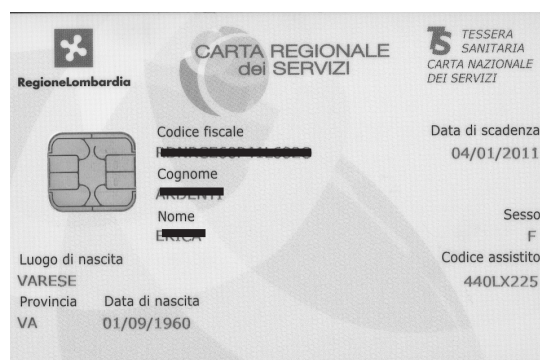 RegioneLombardia
CARTA REGIONALE
dei SERVIZI
TS TESSERA
SANITARIA
CARTA NAZIONALE
DEI SERVIZI
Codice fiscale
Data di scadenza
04/01/2011
Cognome
Nome
Sesso
F
Luogo di nascita
Codice assistito
VARESE
440LX225
Provincia Data di nascita
VA 01/09/1960